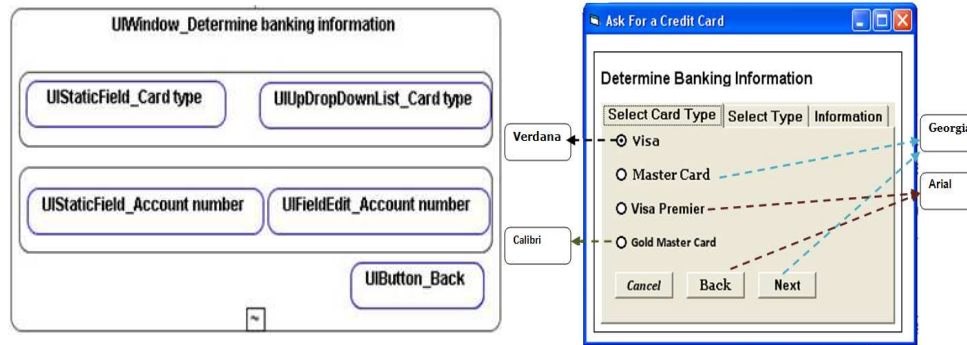 UIWindow_Determine banking information
UIStaticField_Card type
UIUpDropDownList_Card type
UIStaticField_Account number
UIFieldEdit_Account number
UIButton_Back
~
Ask For a Credit Card
Determine Banking Information
Select Card Type
Select Type
Information
Visa
Master Card
Visa Premier
Gold Master Card
Cancel
Back
Next
Verdana
Calibri
Georgia
Arial